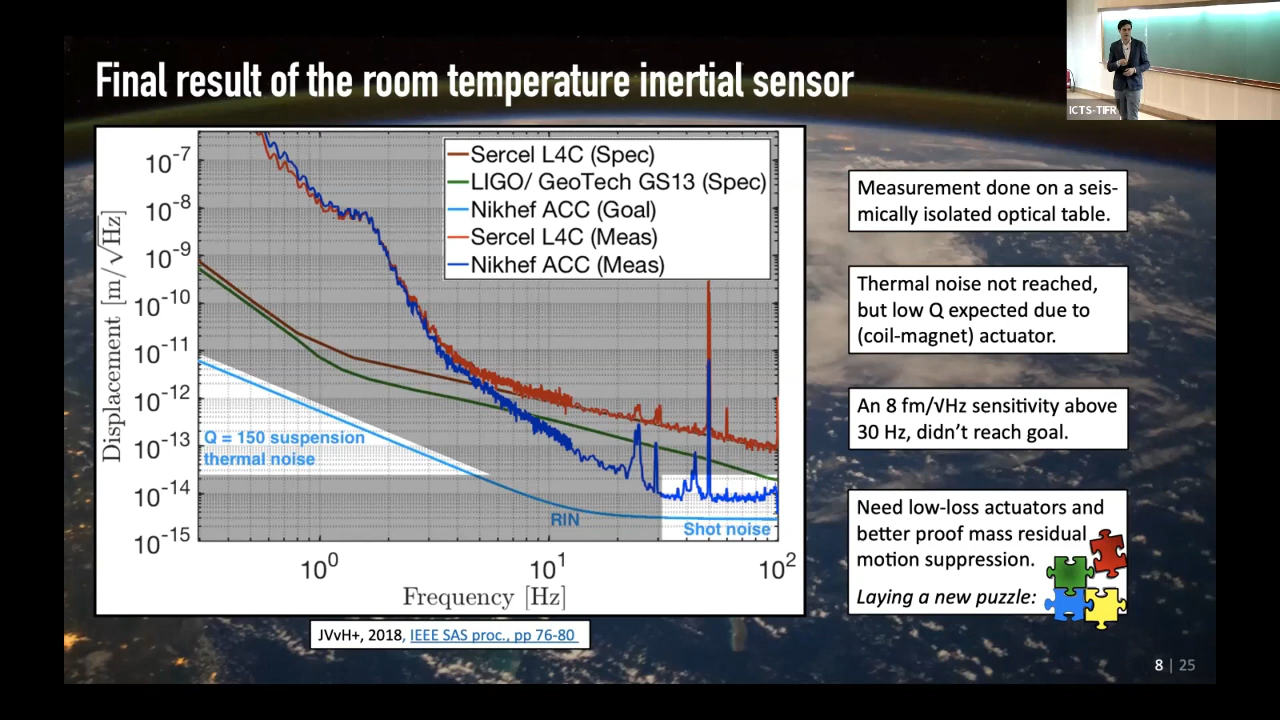 Final result of the room temperature inertial sensor
ICTS-TIFR
Displacement [m/√Hz]
10⁻⁷
10⁻⁸
10⁻⁹
10⁻¹⁰
10⁻¹¹
10⁻¹²
10⁻¹³
10⁻¹⁴
10⁻¹⁵
Sercel L4C (Spec)
LIGO/ GeoTech GS13 (Spec)
Nikhef ACC (Goal)
Sercel L4C (Meas)
Nikhef ACC (Meas)
Q = 150 suspension
thermal noise
RIN
Shot noise
10⁰
10¹
10²
Frequency [Hz]
JVvH+, 2018, IEEE SAS proc., pp 76-80
Measurement done on a seis-
mically isolated optical table.
Thermal noise not reached,
but low Q expected due to
(coil-magnet) actuator.
An 8 fm/√Hz sensitivity above
30 Hz, didn’t reach goal.
Need low-loss actuators and
better proof mass residual
motion suppression.
Laying a new puzzle:
8 | 25